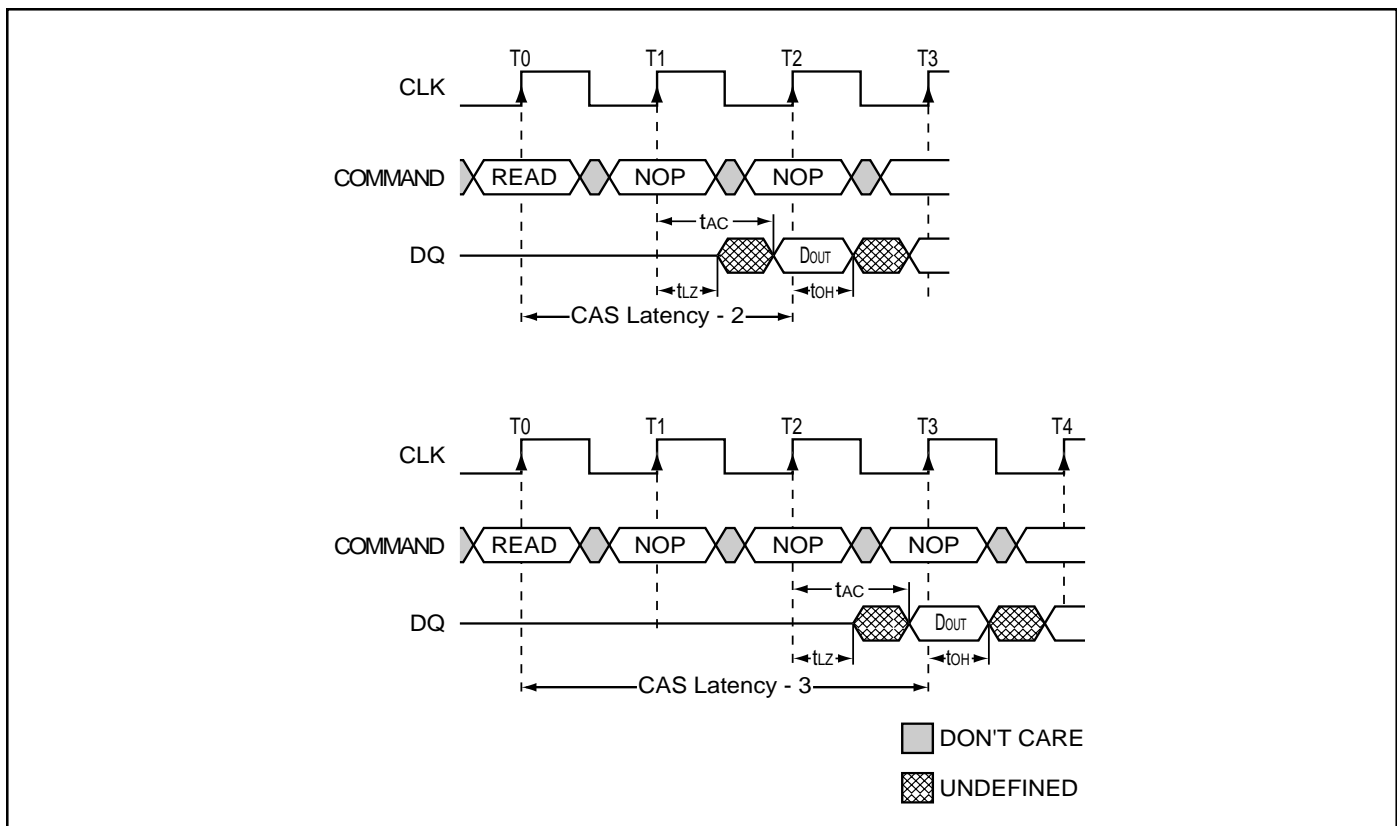 T0 T1 T2 T3
CLK
COMMAND READ NOP NOP
tAC
DQ DOUT
tLZ tOH
CAS Latency - 2
T0 T1 T2 T3 T4
CLK
COMMAND READ NOP NOP NOP
tAC
DQ DOUT
tLZ tOH
CAS Latency - 3
DON'T CARE
UNDEFINED